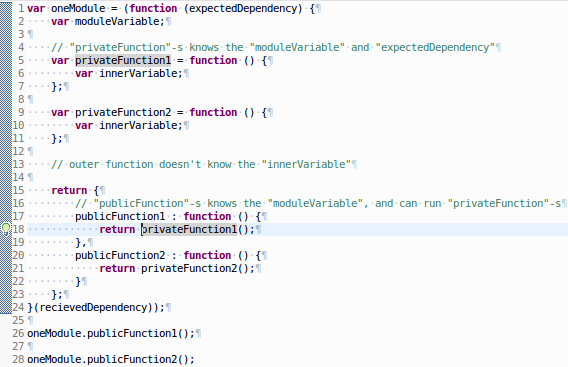 1 var oneModule = (function (expectedDependency) {¶
2 ····var moduleVariable;¶
3 ¶
4 ····// "privateFunction"-s knows the "moduleVariable" and "expectedDependency"¶
5 ····var privateFunction1 = function () {¶
6 ········var innerVariable;¶
7 ····};¶
8 ¶
9 ····var privateFunction2 = function () {¶
10 ········var innerVariable;¶
11 ····};¶
12 ¶
13 ····// outer function doesn't know the "innerVariable"¶
14 ¶
15 ····return {¶
16 ········// "publicFunction"-s knows the "moduleVariable", and can run "privateFunction"-s¶
17 ········publicFunction1 : function () {¶
18 ············return privateFunction1();¶
19 ········},¶
20 ········publicFunction2 : function () {¶
21 ············return privateFunction2();¶
22 ········}¶
23 ····};¶
24 }(recievedDependency));¶
25 ¶
26 oneModule.publicFunction1();¶
27 ¶
28 oneModule.publicFunction2();